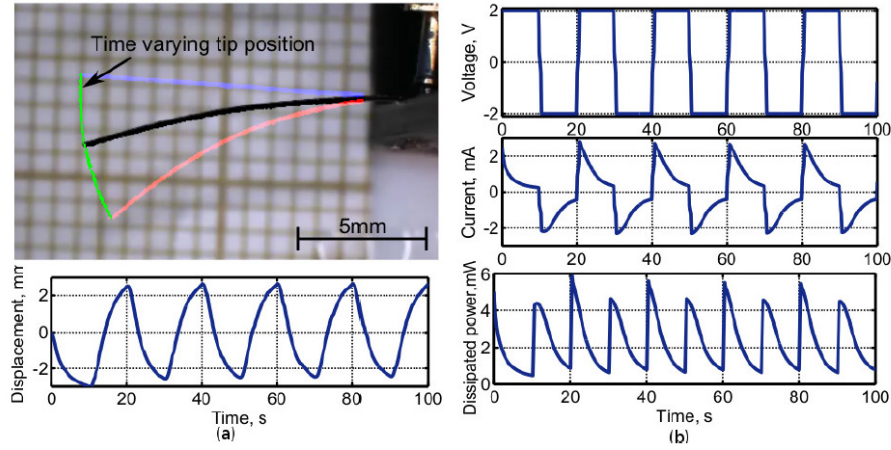 Time varying tip position
5mm
Displacement, mm
2
0
-2
0 20 40 60 80 100
Time, s
(a)
Voltage, V
2
0
-2
0 20 40 60 80 100
Current, mA
2
0
-2
0 20 40 60 80 100
Dissipated power mW
6
4
2
0
0 20 40 60 80 100
Time, s
(b)